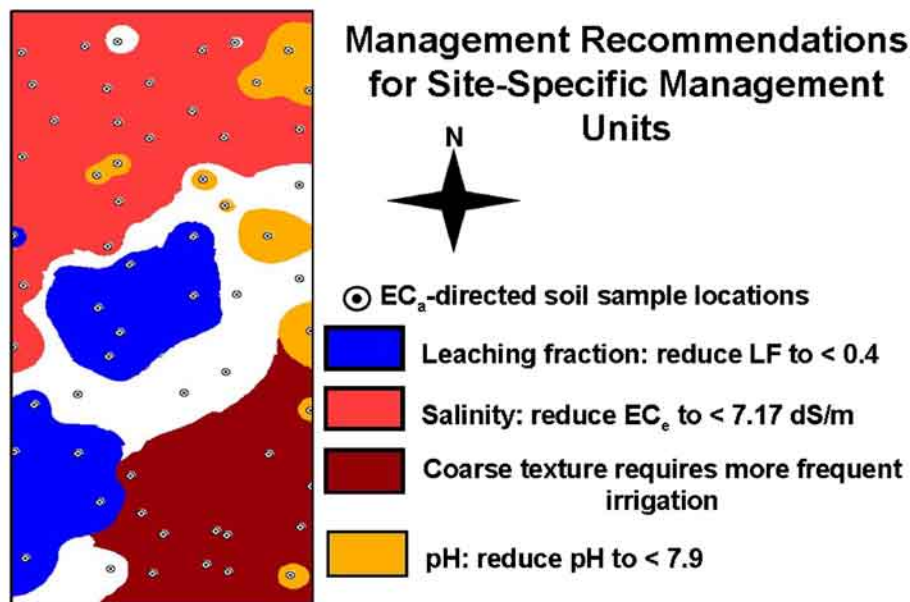 Management Recommendations
for Site-Specific Management
Units
N
ECa-directed soil sample locations
Leaching fraction: reduce LF to < 0.4
Salinity: reduce ECe to < 7.17 dS/m
Coarse texture requires more frequent
irrigation
pH: reduce pH to < 7.9